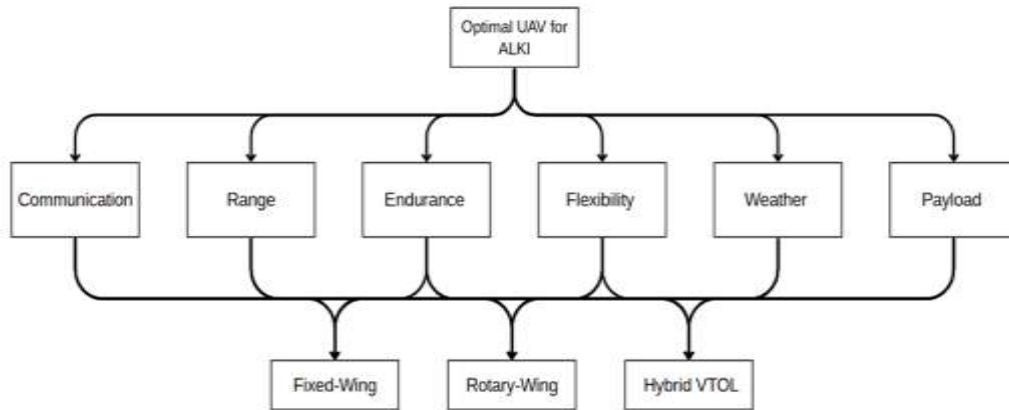 Optimal UAV for
ALKI
Communication
Range
Endurance
Flexibility
Weather
Payload
Fixed-Wing
Rotary-Wing
Hybrid VTOL